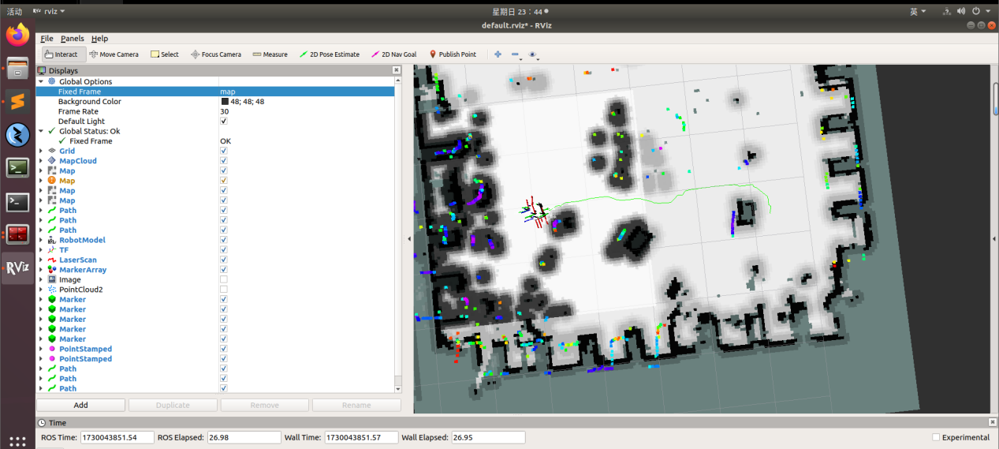 活动 rviz 星期日 23：44 英
default.rviz* - RViz
File Panels Help
Interact Move Camera Select Focus Camera Measure 2D Pose Estimate 2D Nav Goal Publish Point
Displays
Global Options
Fixed Frame map
Background Color 48; 48; 48
Frame Rate 30
Default Light
Global Status: Ok
Fixed Frame OK
Grid
MapCloud
Map
Map
Map
Map
Path
Path
Path
RobotModel
TF
LaserScan
MarkerArray
Image
PointCloud2
Marker
Marker
Marker
Marker
Marker
PointStamped
PointStamped
Path
Path
Path
RViz
Add Duplicate Remove Rename
Time
ROS Time: 1730043851.54 ROS Elapsed: 26.98 Wall Time: 1730043851.57 Wall Elapsed: 26.95 Experimental